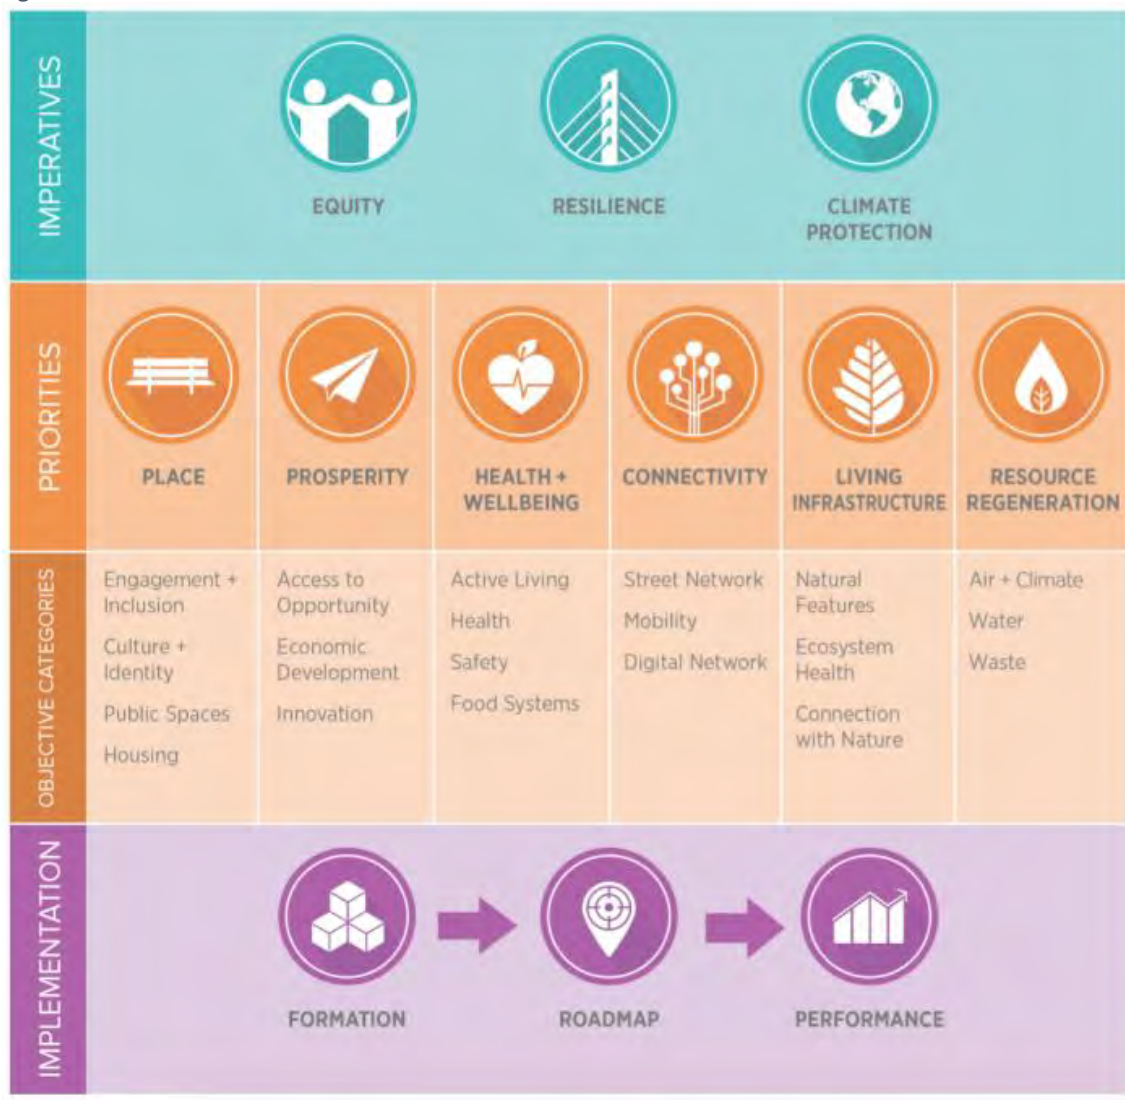 IMPERATIVES
EQUITY
RESILIENCE
CLIMATE
PROTECTION
PRIORITIES
PLACE
PROSPERITY
HEALTH +
WELLBEING
CONNECTIVITY
LIVING
INFRASTRUCTURE
RESOURCE
REGENERATION
OBJECTIVE CATEGORIES
Engagement +
Inclusion
Culture +
Identity
Public Spaces
Housing
Access to
Opportunity
Economic
Development
Innovation
Active Living
Health
Safety
Food Systems
Street Network
Mobility
Digital Network
Natural
Features
Ecosystem
Health
Connection
with Nature
Air + Climate
Water
Waste
IMPLEMENTATION
FORMATION
ROADMAP
PERFORMANCE